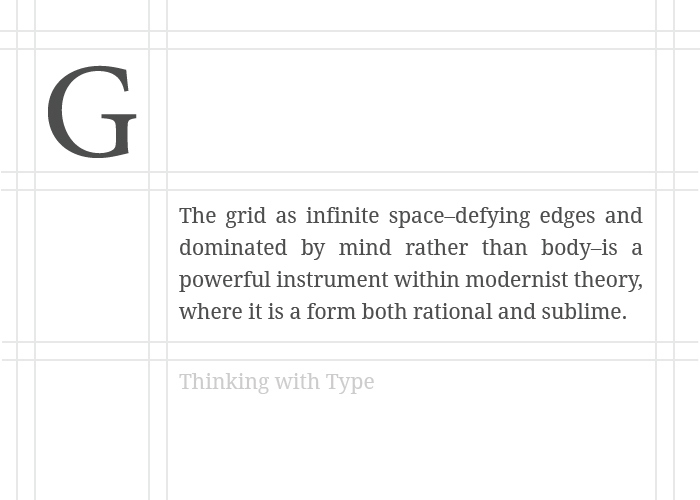 G
The grid as infinite space–defying edges and
dominated by mind rather than body–is a
powerful instrument within modernist theory,
where it is a form both rational and sublime.
Thinking with Type